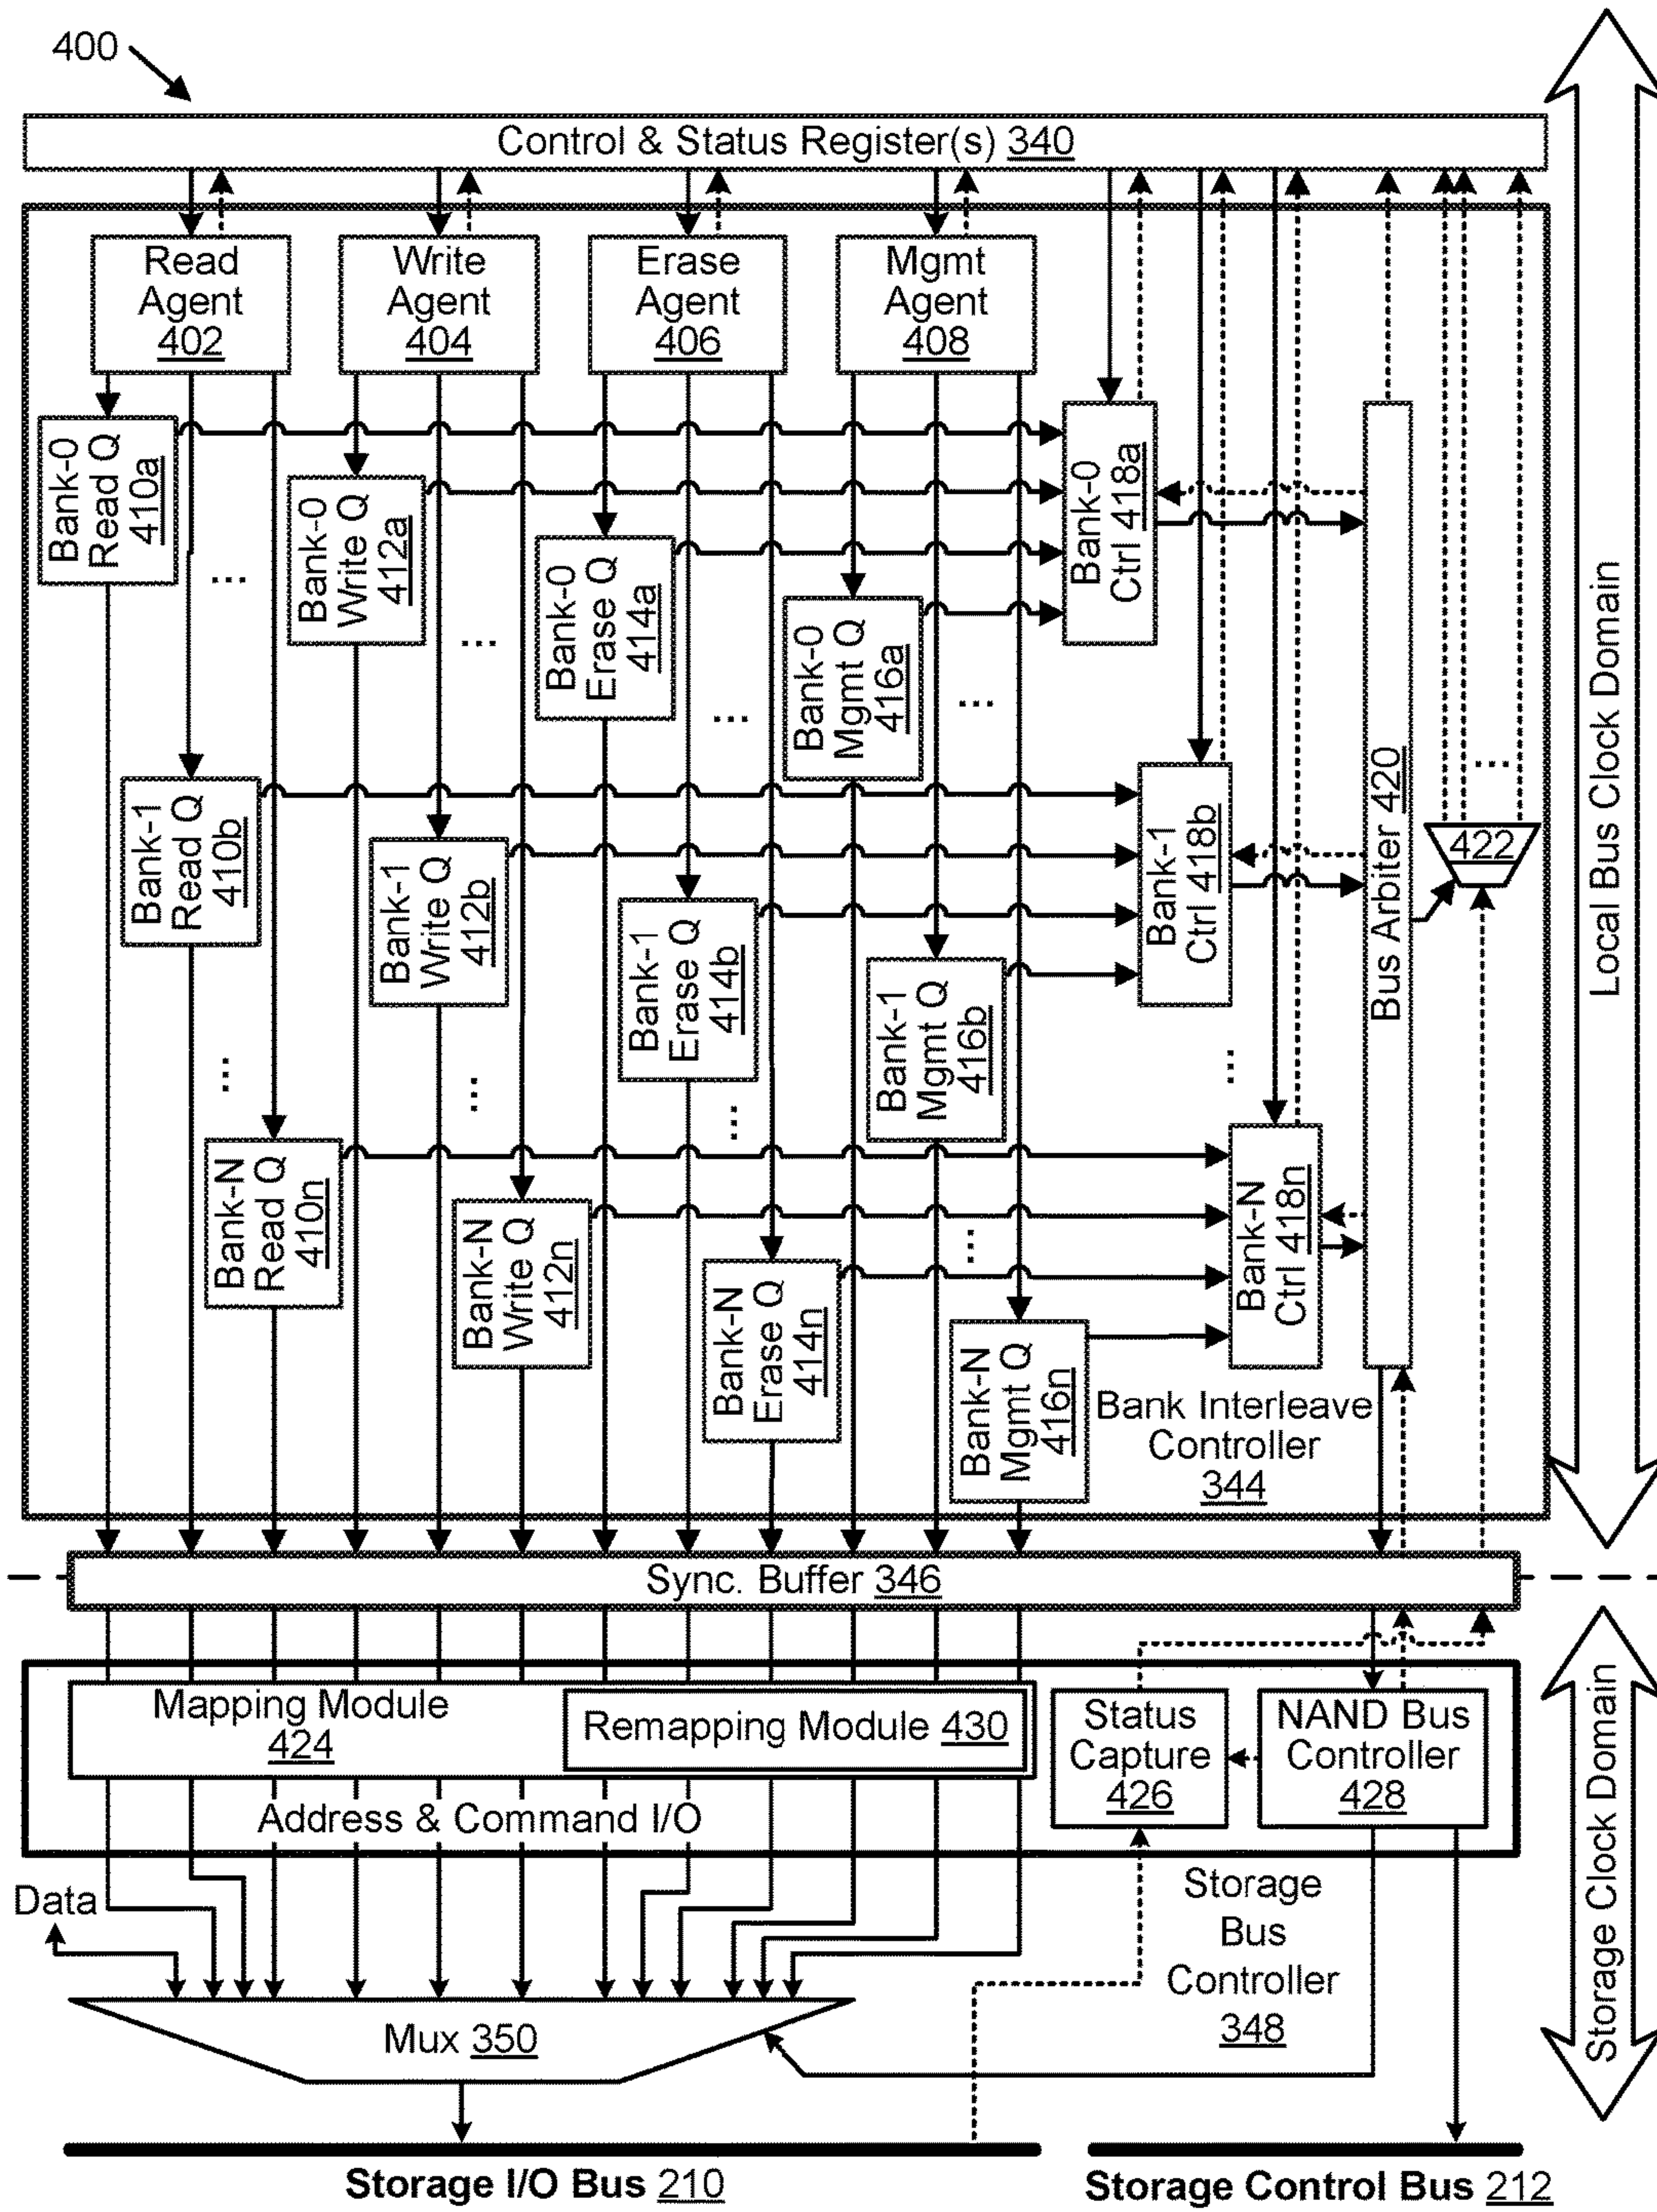 400
Control & Status Register(s) 340
Read
Agent
402
Write
Agent
404
Erase
Agent
406
Mgmt
Agent
408
Bank-0
Read Q
410a
Bank-0
Write Q
412a
Bank-0
Erase Q
414a
Bank-0
Mgmt Q
416a
Bank-0
Ctrl 418a
...
...
...
...
Bank-1
Read Q
410b
Bank-1
Write Q
412b
Bank-1
Erase Q
414b
Bank-1
Mgmt Q
416b
Bank-1
Ctrl 418b
Bus Arbiter 420
...
422
Local Bus Clock Domain
...
...
...
...
...
Bank-N
Read Q
410n
Bank-N
Write Q
412n
Bank-N
Erase Q
414n
Bank-N
Mgmt Q
416n
Bank-N
Ctrl 418n
Bank Interleave
Controller
344
Sync. Buffer 346
Mapping Module
424
Remapping Module 430
Status
Capture
426
NAND Bus
Controller
428
Address & Command I/O
Storage Clock Domain
Data
Storage
Bus
Controller
348
Mux 350
Storage I/O Bus 210
Storage Control Bus 212